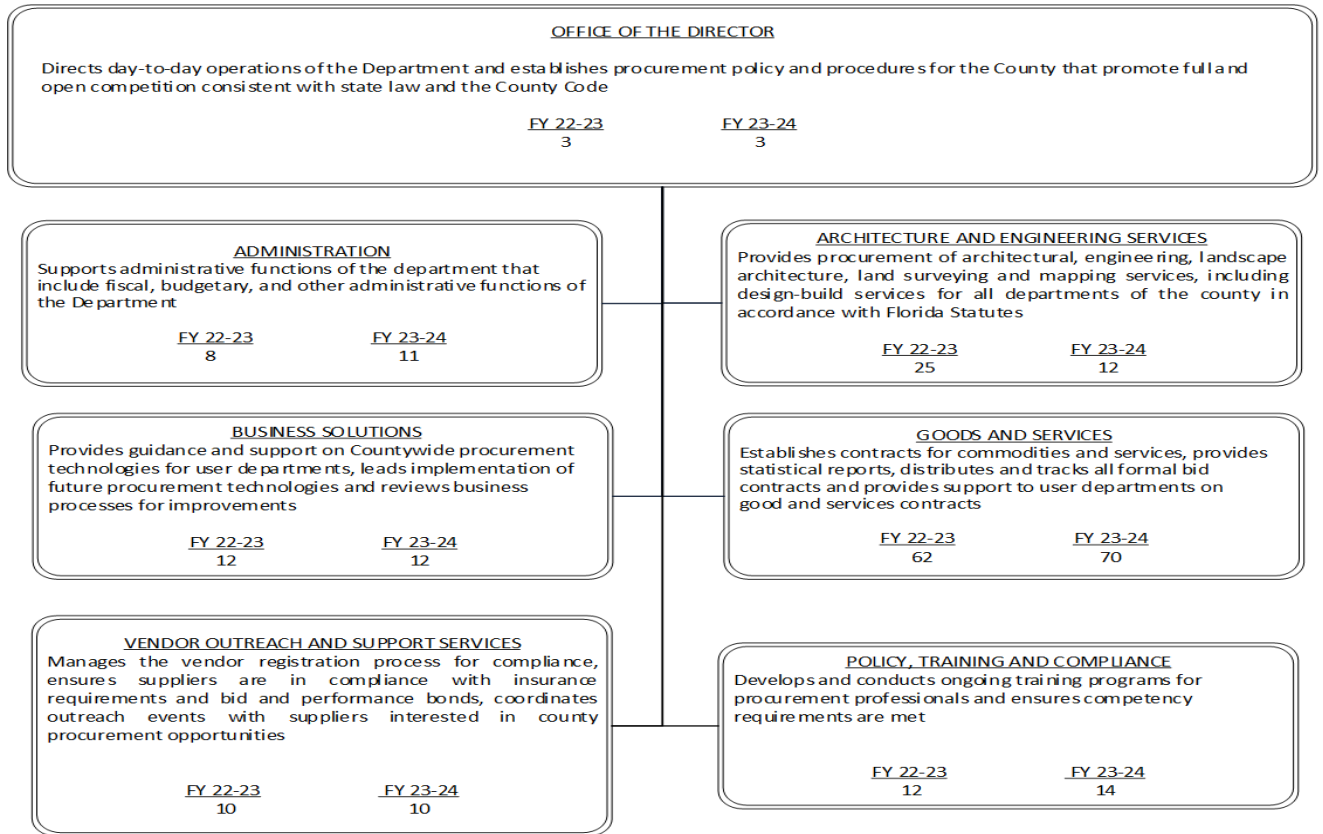 OFFICE OF THE DIRECTOR
Directs day-to-day operations of the Department and establishes procurement policy and procedures for the County that promote full and
open competition consistent with state law and the County Code
FY 22-23 FY 23-24
3 3
ADMINISTRATION
Supports administrative functions of the department that
include fiscal, budgetary, and other administrative functions of
the Department
FY 22-23 FY 23-24
8 11
ARCHITECTURE AND ENGINEERING SERVICES
Provides procurement of architectural, engineering, landscape
architecture, land surveying and mapping services, including
design-build services for all departments of the county in
accordance with Florida Statutes
FY 22-23 FY 23-24
25 12
BUSINESS SOLUTIONS
Provides guidance and support on Countywide procurement
technologies for user departments, leads implementation of
future procurement technologies and reviews business
processes for improvements
FY 22-23 FY 23-24
12 12
GOODS AND SERVICES
Establishes contracts for commodities and services, provides
statistical reports, distributes and tracks all formal bid
contracts and provides support to user departments on
good and services contracts
FY 22-23 FY 23-24
62 70
VENDOR OUTREACH AND SUPPORT SERVICES
Manages the vendor registration process for compliance,
ensures suppliers are in compliance with insurance
requirements and bid and performance bonds, coordinates
outreach events with suppliers interested in county
procurement opportunities
FY 22-23 FY 23-24
10 10
POLICY, TRAINING AND COMPLIANCE
Develops and conducts ongoing training programs for
procurement professionals and ensures competency
requirements are met
FY 22-23 FY 23-24
12 14